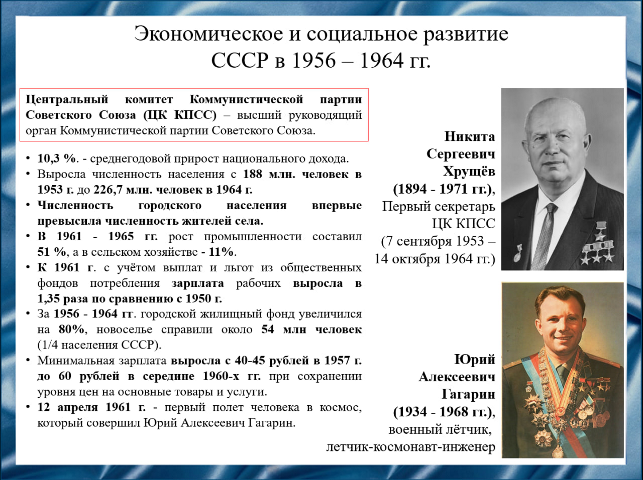 Экономическое и социальное развитие
СССР в 1956 – 1964 гг.
Центральный комитет Коммунистической партии
Советского Союза (ЦК КПСС) – высший руководящий
орган Коммунистической партии Советского Союза.
• 10,3 %. - среднегодовой прирост национального дохода.
• Выросла численность населения с 188 млн. человек в
1953 г. до 226,7 млн. человек в 1964 г.
• Численность городского населения впервые
превысила численность жителей села.
• В 1961 - 1965 гг. рост промышленности составил
51 %, а в сельском хозяйстве - 11%.
• К 1961 г. с учётом выплат и льгот из общественных
фондов потребления зарплата рабочих выросла в
1,35 раза по сравнению с 1950 г.
• За 1956 - 1964 гг. городской жилищный фонд увеличился
на 80%, новоселье справили около 54 млн человек
(1/4 населения СССР).
• Минимальная зарплата выросла с 40-45 рублей в 1957 г.
до 60 рублей в середине 1960-х гг. при сохранении
уровня цен на основные товары и услуги.
• 12 апреля 1961 г. - первый полет человека в космос,
который совершил Юрий Алексеевич Гагарин.
Никита
Сергеевич
Хрущёв
(1894 - 1971 гг.),
Первый секретарь
ЦК КПСС
(7 сентября 1953 –
14 октября 1964 гг.)
Юрий
Алексеевич
Гагарин
(1934 - 1968 гг.),
военный лётчик,
летчик-космонавт-инженер